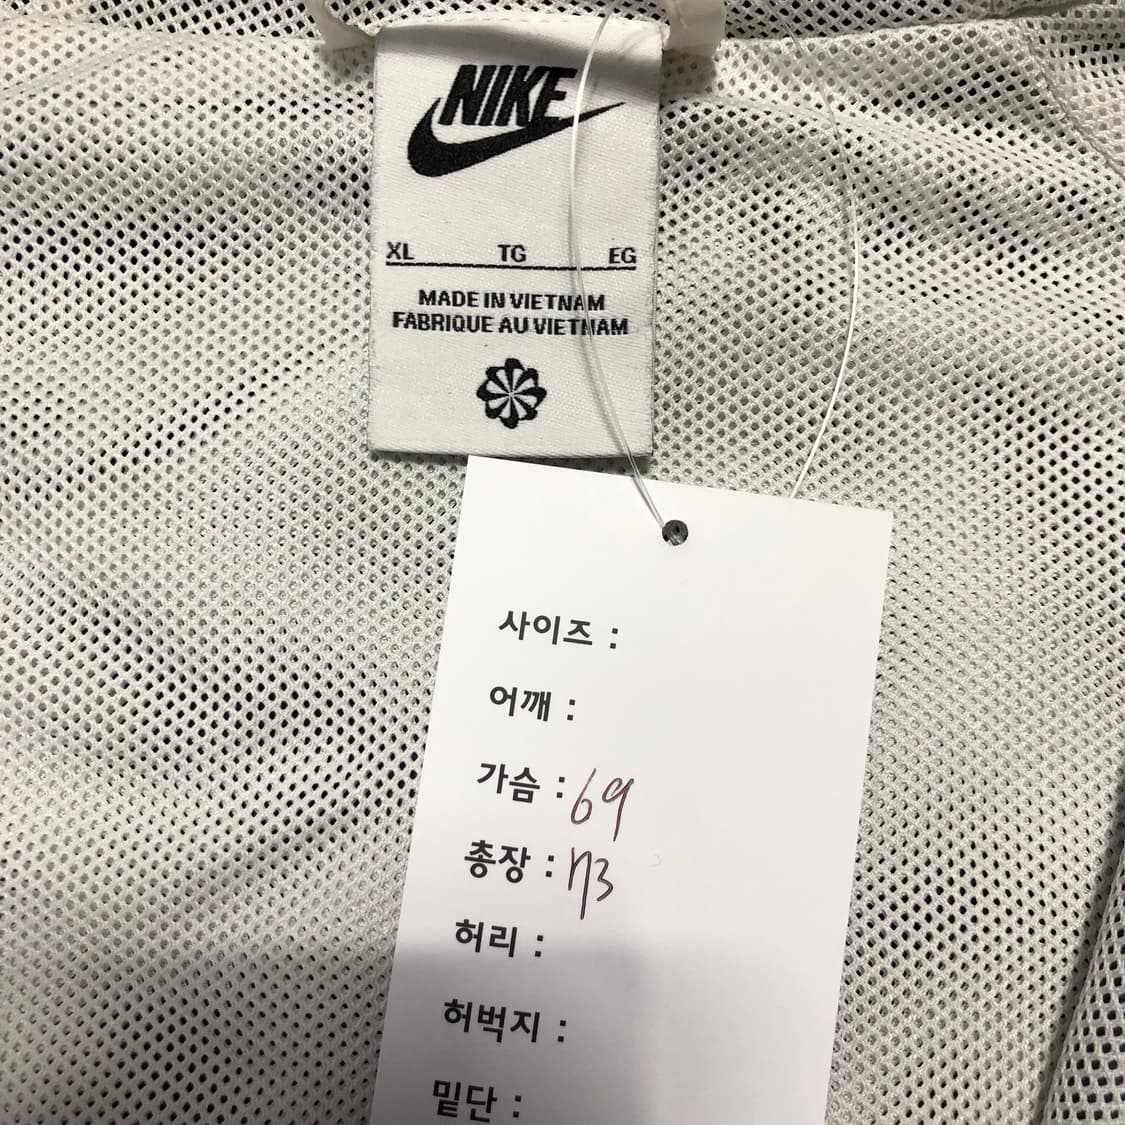 NIKE
XL TG EG
MADE IN VIETNAM
FABRIQUE AU VIETNAM
사이즈 :
어깨 :
가슴 : 69
총장 : 73
허리 :
허벅지 :
밑단 :